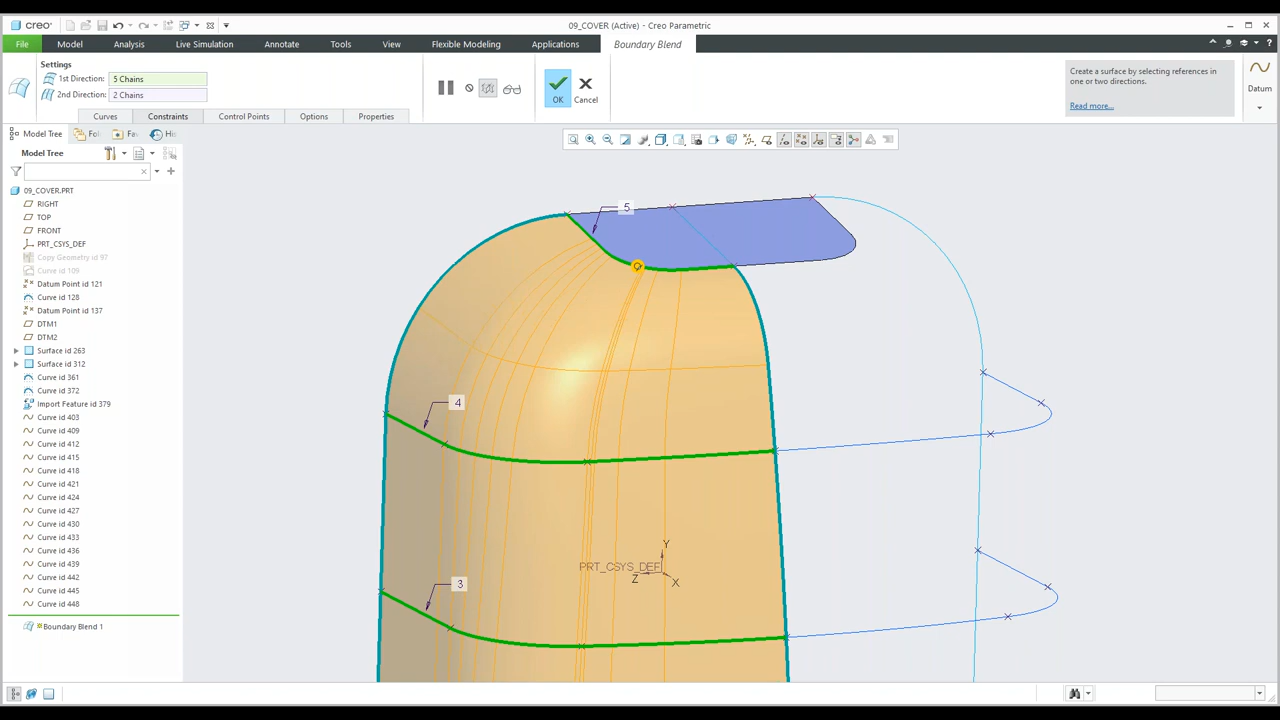 creo
09_COVER (Active) - Creo Parametric
File Model Analysis Live Simulation Annotate Tools View Flexible Modeling Applications Boundary Blend
Settings
1st Direction: 5 Chains
2nd Direction: 2 Chains
OK Cancel
Create a surface by selecting references in
one or two directions.
Read more...
Datum
Curves Constraints Control Points Options Properties
Model Tree Fol Fa His
Model Tree
09_COVER.PRT
RIGHT
TOP
FRONT
PRT_CSYS_DEF
Copy Geometry id 97
Curve id 109
Datum Point id 121
Curve id 128
Datum Point id 137
DTM1
DTM2
Surface id 263
Surface id 312
Curve id 361
Curve id 372
Import Feature id 379
Curve id 403
Curve id 409
Curve id 412
Curve id 415
Curve id 418
Curve id 421
Curve id 424
Curve id 427
Curve id 430
Curve id 433
Curve id 436
Curve id 439
Curve id 442
Curve id 445
Curve id 448
Boundary Blend 1
5
4
3
Y
PRT_CSYS_DEF
Z
X